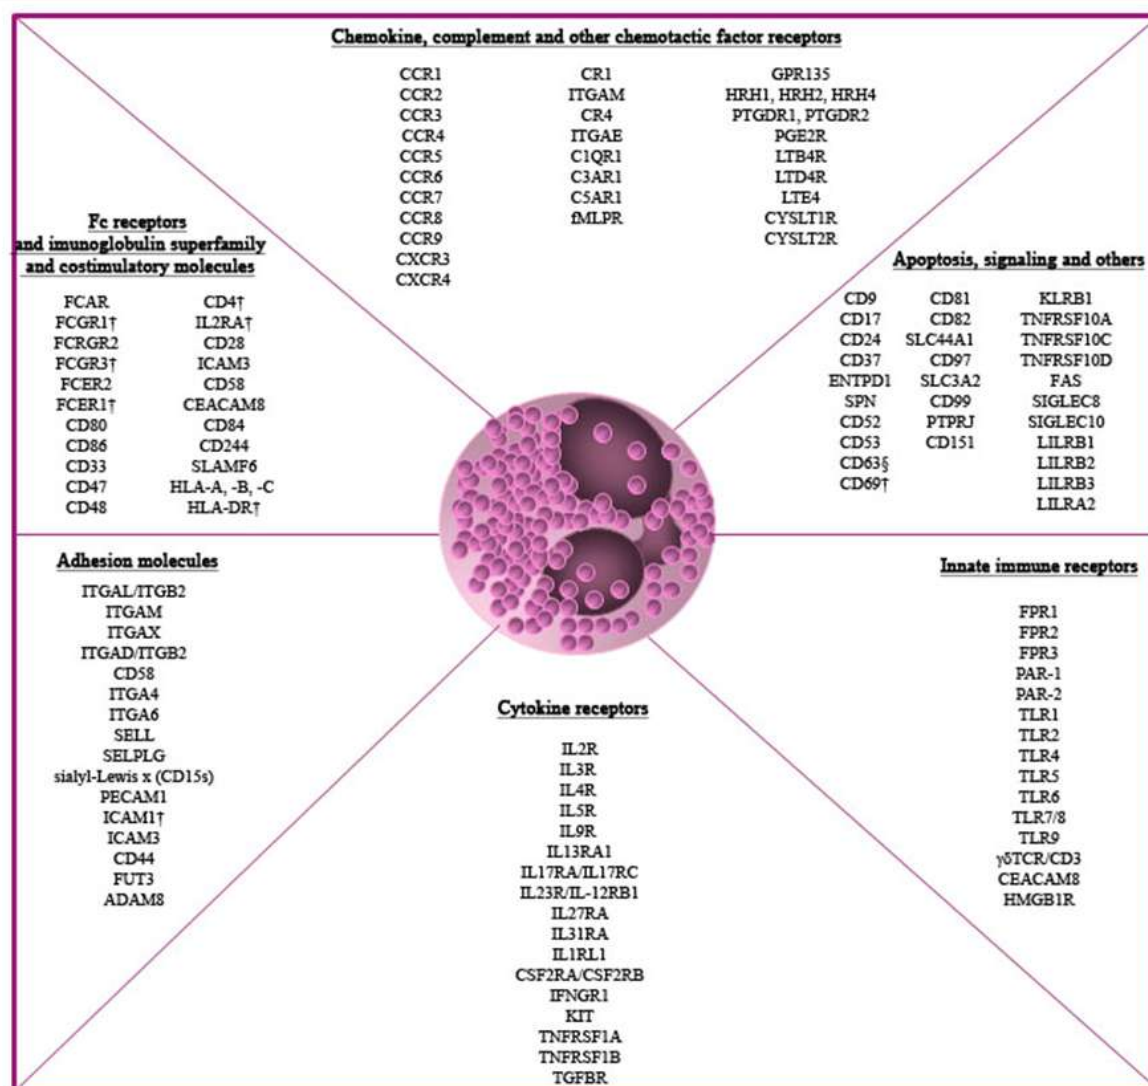 Chemokine, complement and other chemotactic factor receptors
CCR1
CCR2
CCR3
CCR4
CCR5
CCR6
CCR7
CCR8
CCR9
CXCR3
CXCR4
CR1
ITGAM
CR4
ITGAE
C1QR1
C3AR1
C5AR1
fMLPR
GPR135
HRH1, HRH2, HRH4
PTGDR1, PTGDR2
PGE2R
LTB4R
LTD4R
LTE4
CYSLT1R
CYSLT2R
Fc receptors
and imunoglobulin superfamily
and costimulatory molecules
FCAR
FCGR1†
FCRGR2
FCGR3†
FCER2
FCER1†
CD80
CD86
CD33
CD47
CD48
CD4†
IL2RA†
CD28
ICAM3
CD58
CEACAM8
CD84
CD244
SLAMF6
HLA-A, -B, -C
HLA-DR†
Apoptosis, signaling and others
CD9
CD17
CD24
CD37
ENTPD1
SPN
CD52
CD53
CD63§
CD69†
CD81
CD82
SLC44A1
CD97
SLC3A2
CD99
PTPRJ
CD151
KLRB1
TNFRSF10A
TNFRSF10C
TNFRSF10D
FAS
SIGLEC8
SIGLEC10
LILRB1
LILRB2
LILRB3
LILRA2
Adhesion molecules
ITGAL/ITGB2
ITGAM
ITGAX
ITGAD/ITGB2
CD58
ITGA4
ITGA6
SELL
SELPLG
sialyl-Lewis x (CD15s)
PECAM1
ICAM1†
ICAM3
CD44
FUT3
ADAM8
Cytokine receptors
IL2R
IL3R
IL4R
IL5R
IL9R
IL13RA1
IL17RA/IL17RC
IL23R/IL-12RB1
IL27RA
IL31RA
IL1RL1
CSF2RA/CSF2RB
IFNGR1
KIT
TNFRSF1A
TNFRSF1B
TGFBR
Innate immune receptors
FPR1
FPR2
FPR3
PAR-1
PAR-2
TLR1
TLR2
TLR4
TLR5
TLR6
TLR7/8
TLR9
γδTCR/CD3
CEACAM8
HMGB1R